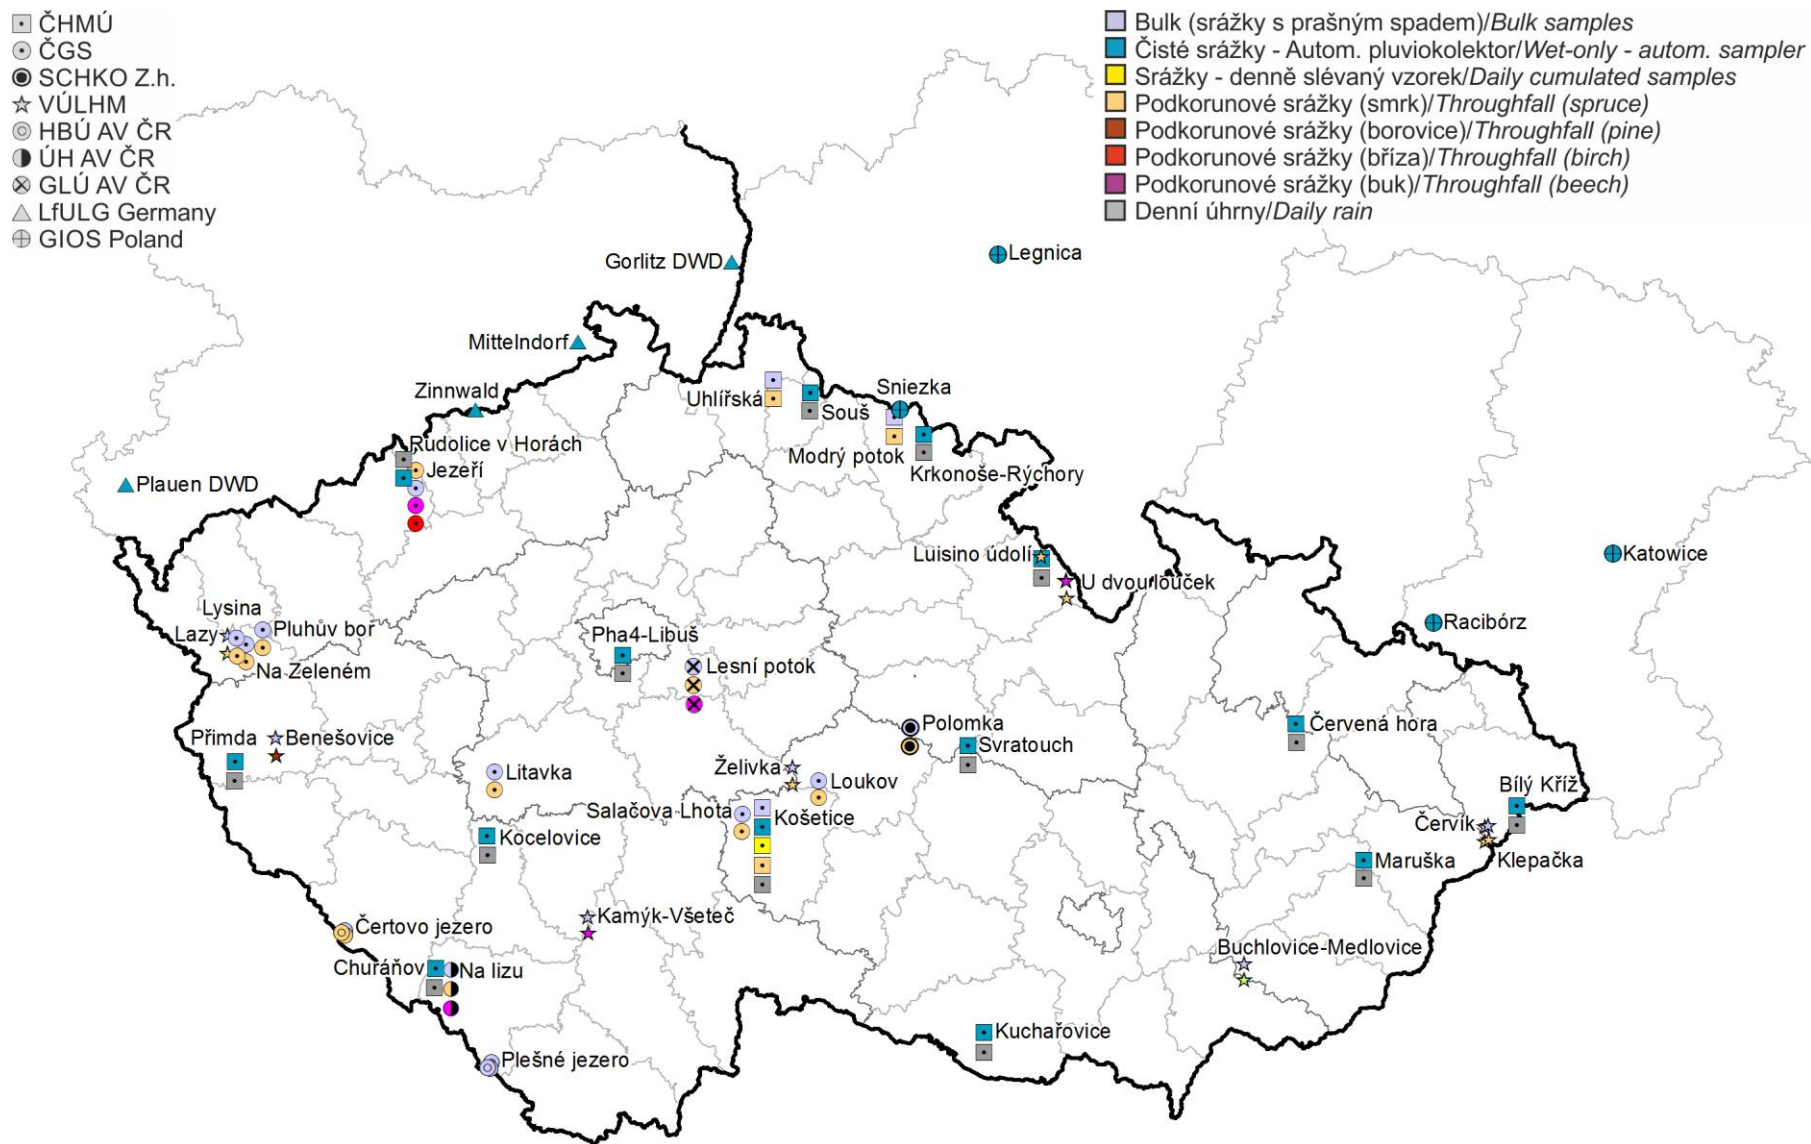 ČHMÚ
ČGS
SCHKO Z.h.
VÚLHM
HBÚ AV ČR
ÚH AV ČR
GLÚ AV ČR
LfULG Germany
GIOS Poland
Bulk (srážky s prašným spadem)/Bulk samples
Čisté srážky - Autom. pluviokolektor/Wet-only - autom. sampler
Srážky - denně slévaný vzorek/Daily cumulated samples
Podkorunové srážky (smrk)/Throughfall (spruce)
Podkorunové srážky (borovice)/Throughfall (pine)
Podkorunové srážky (bříza)/Throughfall (birch)
Podkorunové srážky (buk)/Throughfall (beech)
Denní úhrny/Daily rain
Legnica
Gorlitz DWD
Mittelndorf
Zinnwald
Sniezka
Uhlířská
Souš
Rudolice v Horách
Modrý potok
Jezeří
Krkonoše-Rýchory
Plauen DWD
Luisino údolí
Katowice
U dvou louček
Lysina
Racibórz
Lazy
Pluhův bor
Pha4-Libuš
Na Zeleném
Lesní potok
Polomka
Červená hora
Přimda
Benešovice
Svratouch
Želivka
Litavka
Loukov
Bílý Kříž
Salačova Lhota
Košetice
Červík
Kocelovice
Klepačka
Maruška
Kamýk-Všeteč
Čertovo jezero
Buchlovice-Medlovice
Churáňov
Na lizu
Kuchařovice
Plešné jezero